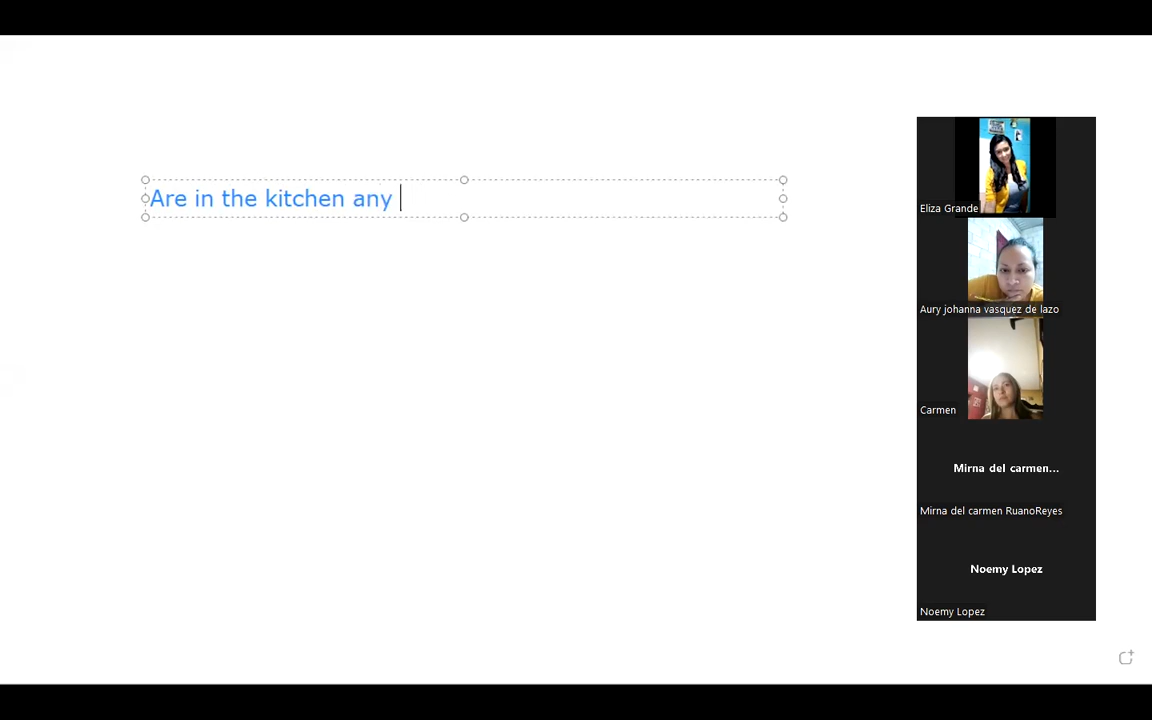 Are in the kitchen any
Eliza Grande
Aury johanna vasquez de lazo
Carmen
Mirna del carmen...
Mirna del carmen RuanoReyes
Noemy Lopez
Noemy Lopez